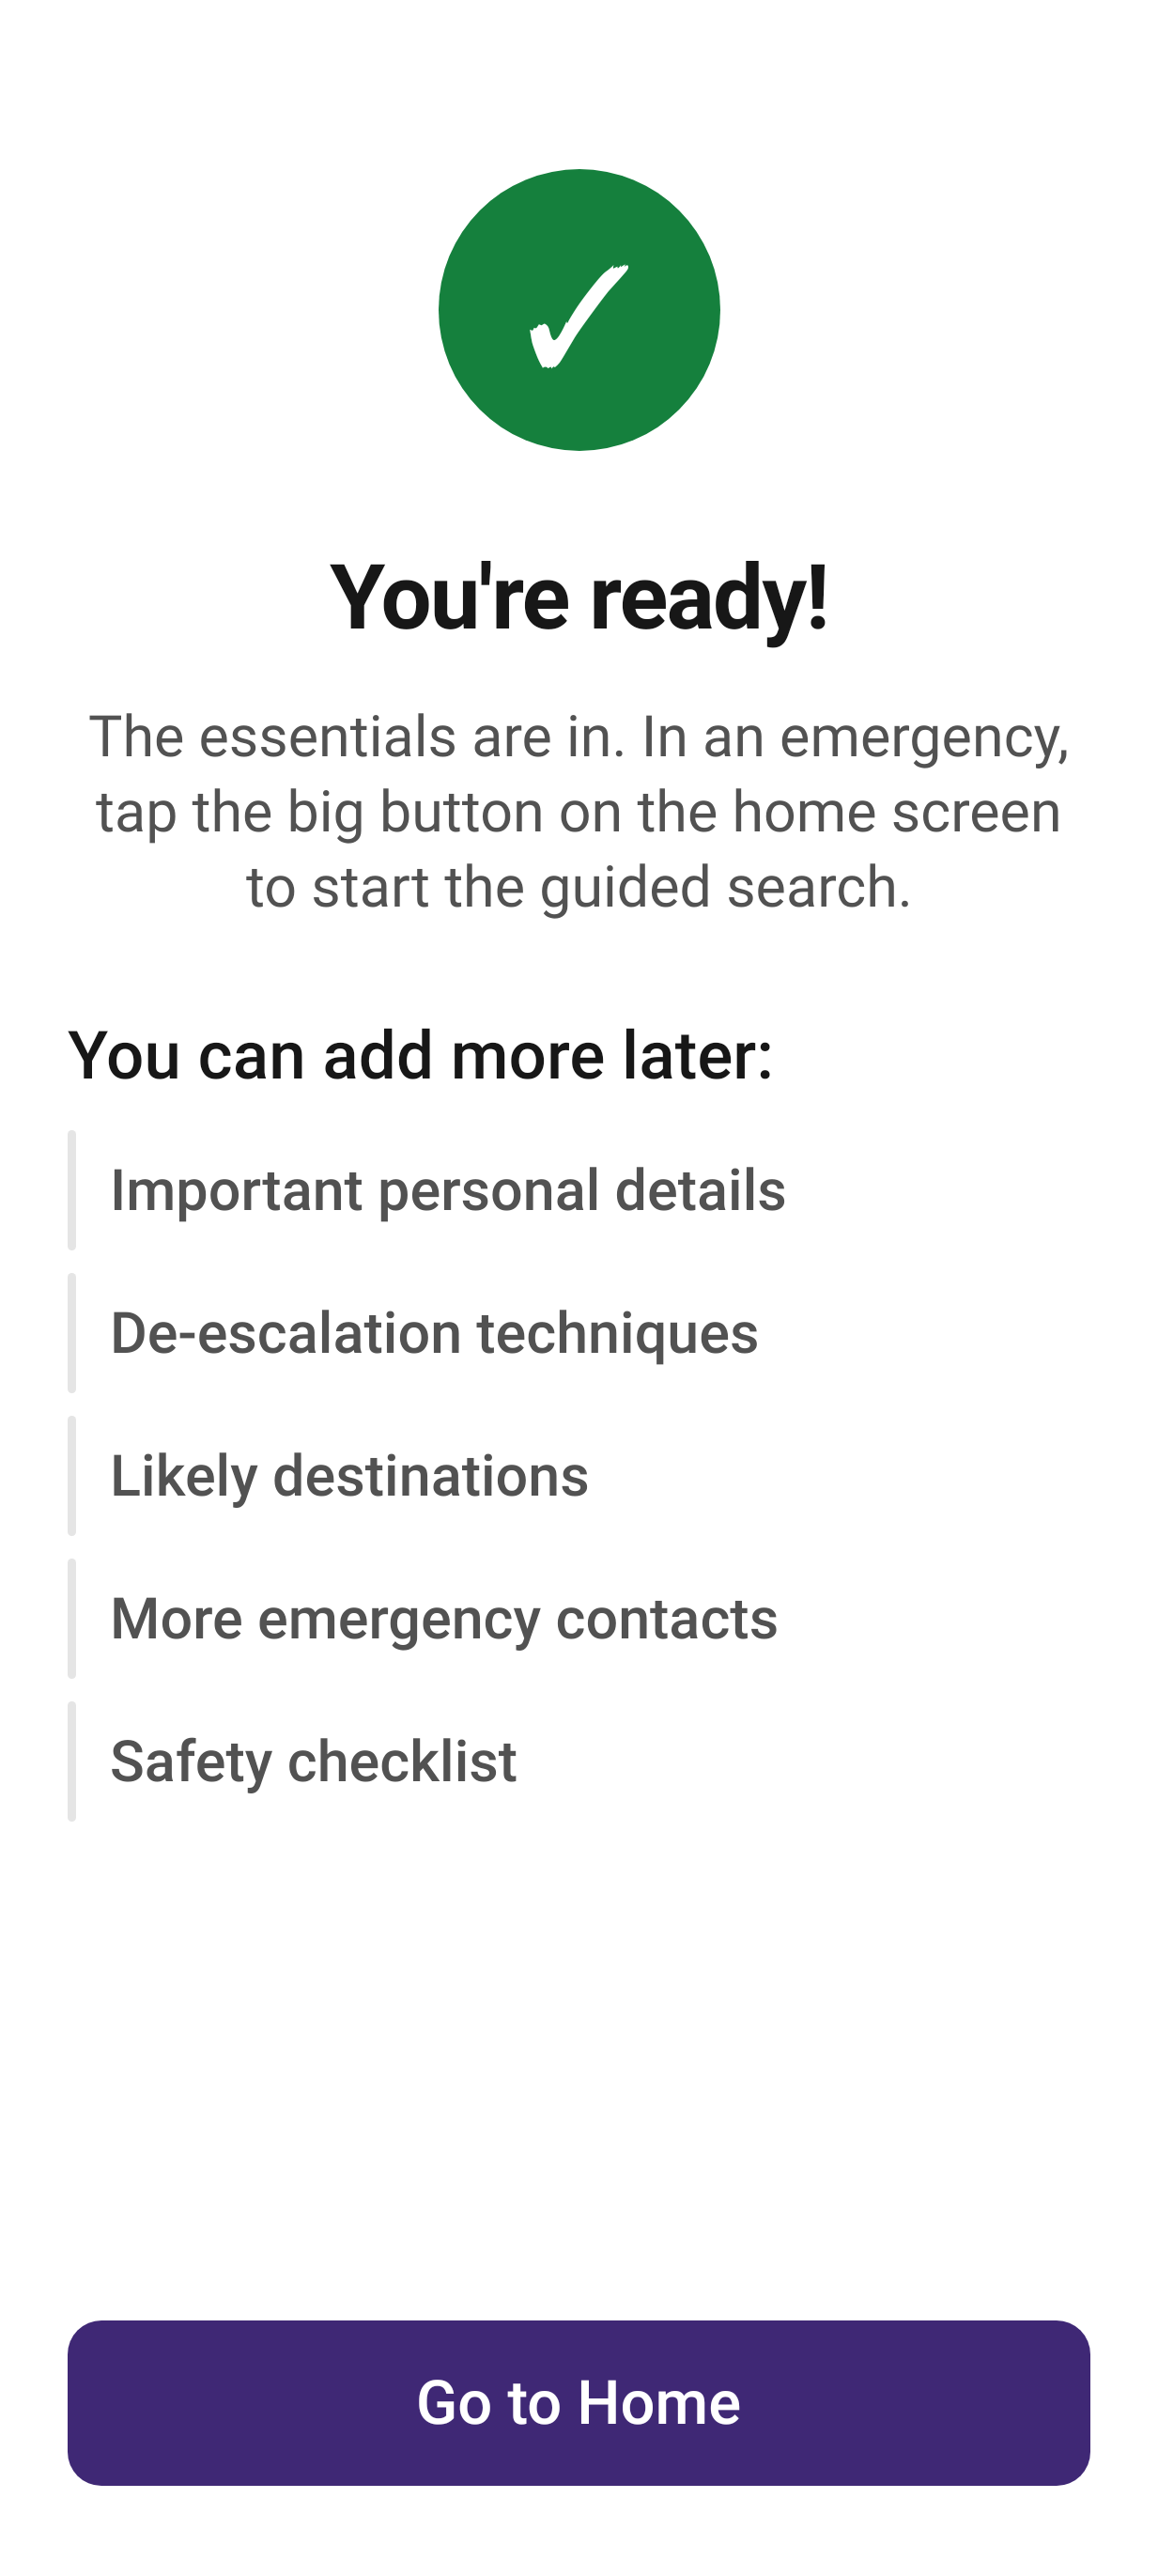 You're ready!
The essentials are in. In an emergency,
tap the big button on the home screen
to start the guided search.
You can add more later:
Important personal details
De-escalation techniques
Likely destinations
More emergency contacts
Safety checklist
Go to Home